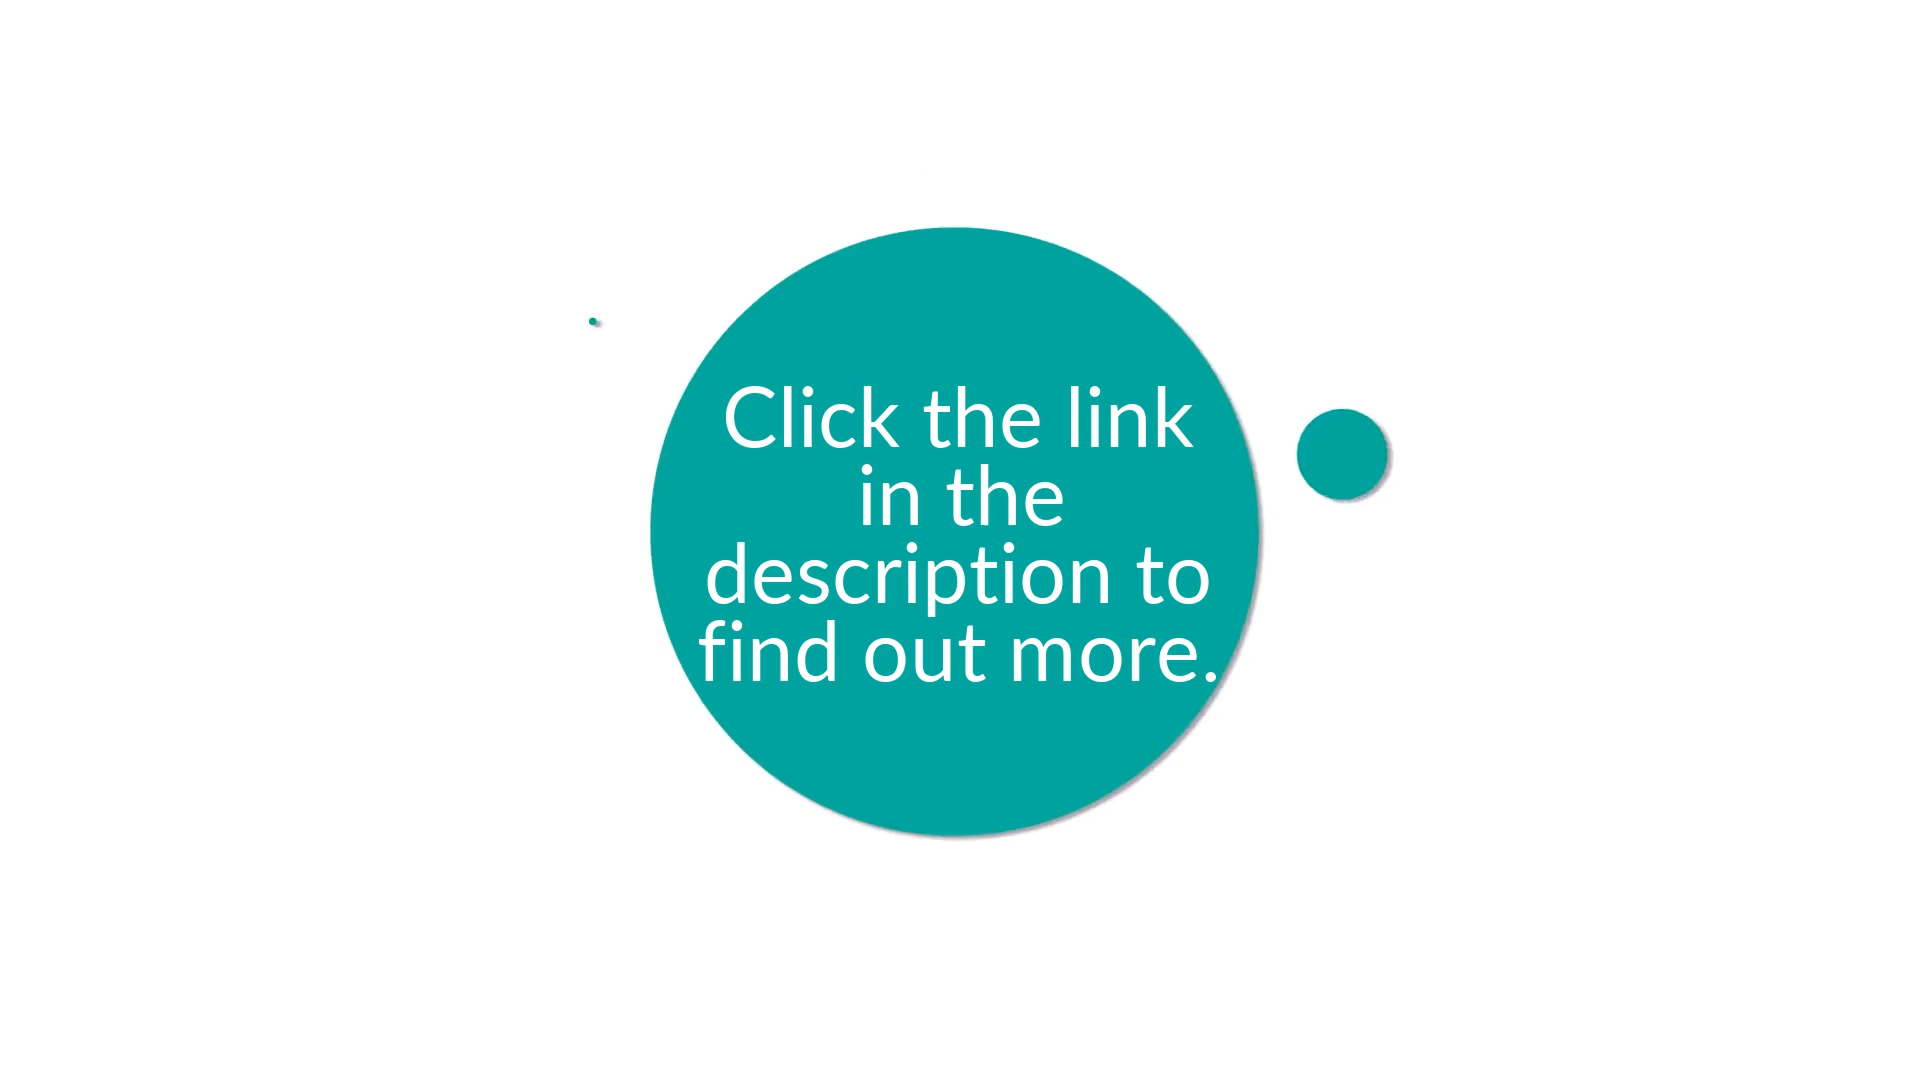 Click the link
in the
description to
find out more.